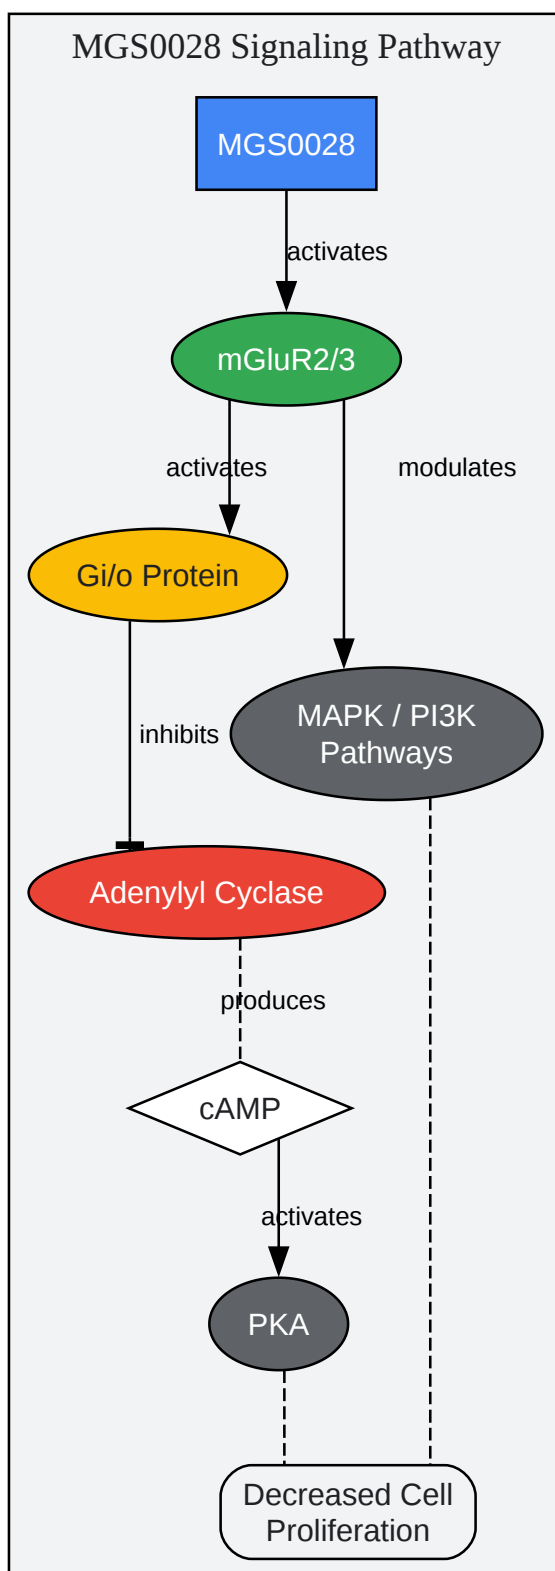 MGS0028 Signaling Pathway
MGS0028
activates
mGluR2/3
activates
modulates
Gi/o Protein
MAPK / PI3K
Pathways
inhibits
Adenylyl Cyclase
produces
cAMP
activates
PKA
Decreased Cell
Proliferation